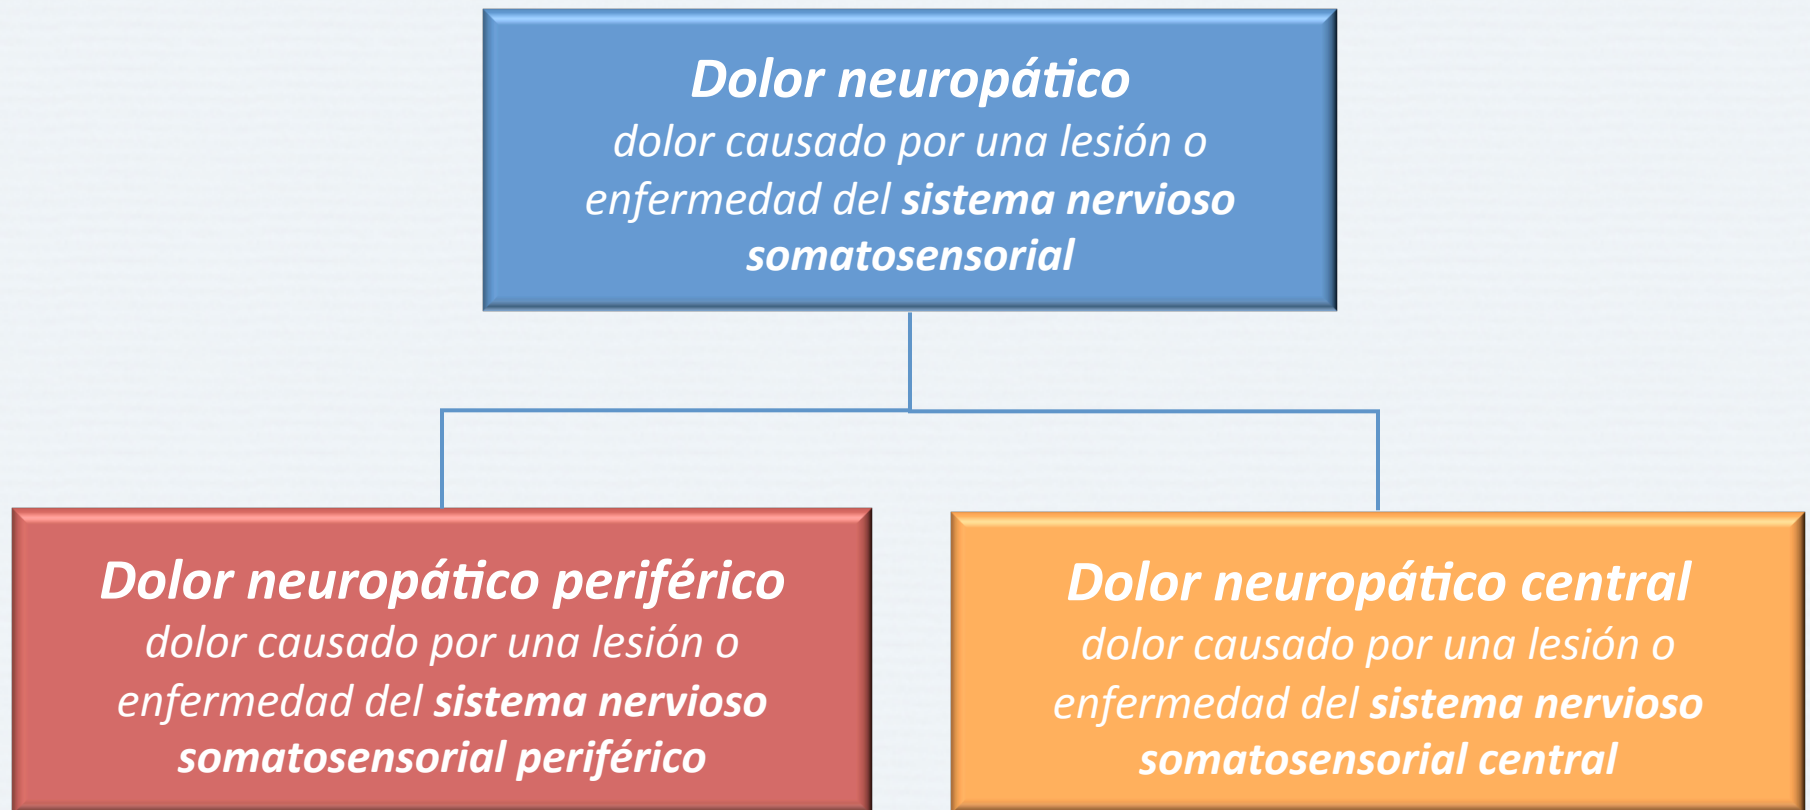 Dolor neuropático
dolor causado por una lesión o
enfermedad del sistema nervioso
somatosensorial
Dolor neuropático periférico
dolor causado por una lesión o
enfermedad del sistema nervioso
somatosensorial periférico
Dolor neuropático central
dolor causado por una lesión o
enfermedad del sistema nervioso
somatosensorial central